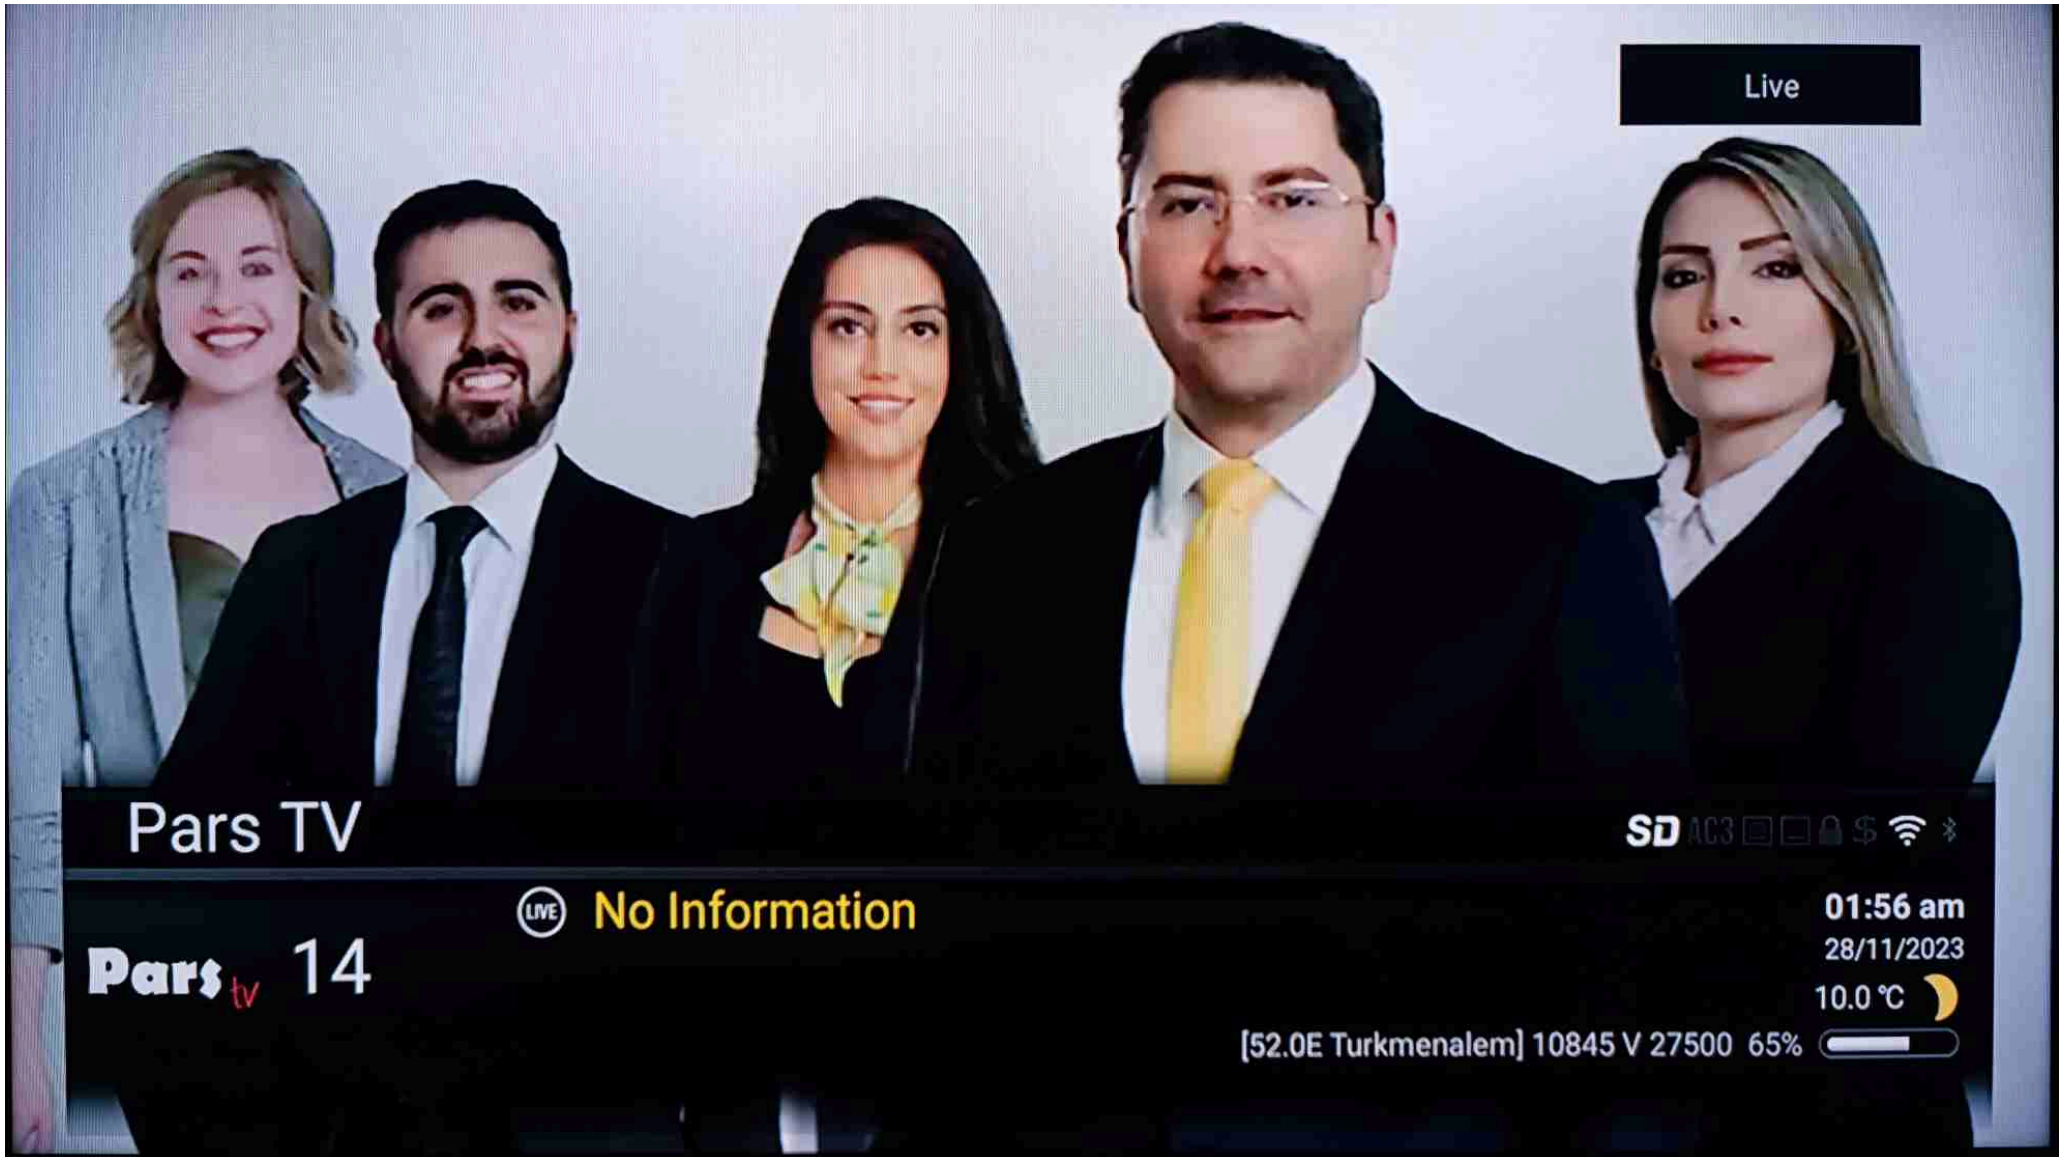 Live
Pars TV
SD AC3 $
LIVE No Information
01:56 am
Pars tv 14
28/11/2023
10.0 °C
[52.0E Turkmenalem] 10845 V 27500 65%